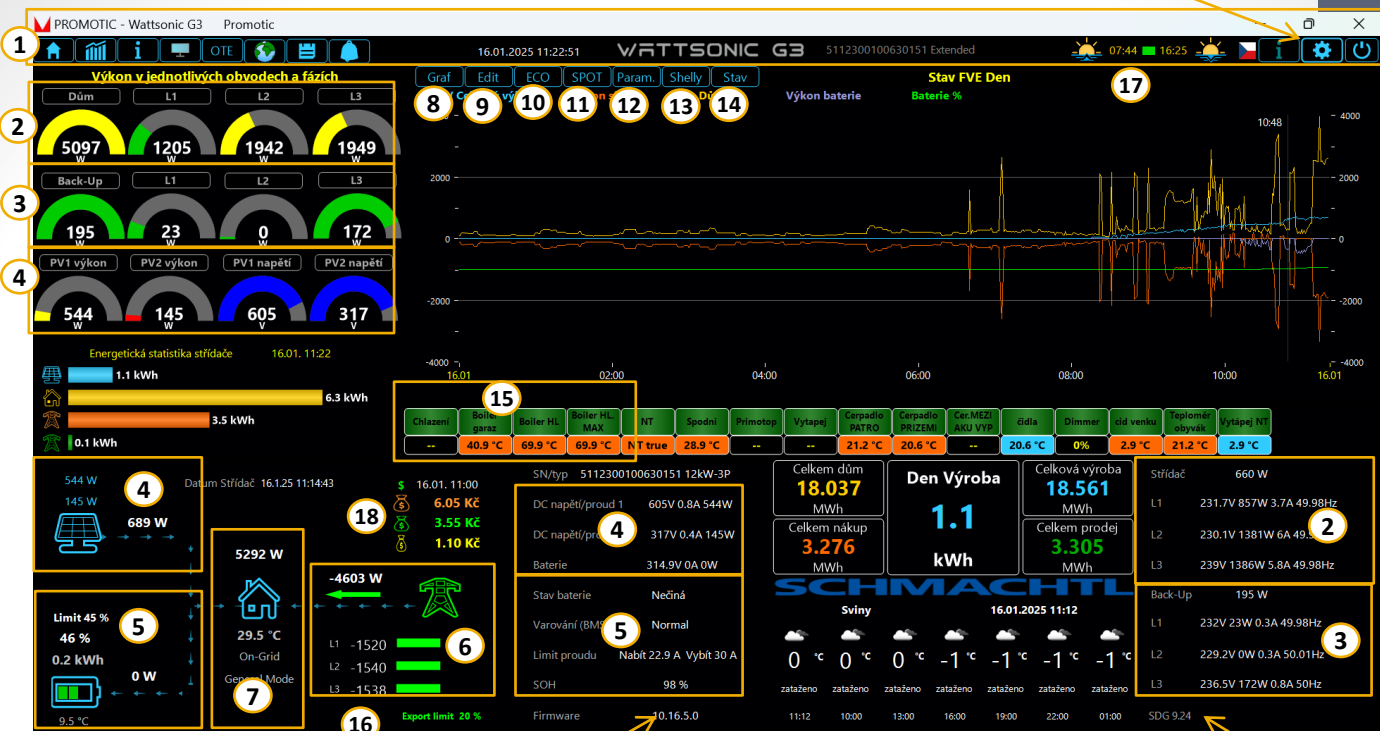 PROMOTIC - Wattsonic G3 Promotic
1
OTE
16.01.2025 11:22:51
WATTSONIC G3
5112300100630151 Extended
07:44 16:25
17
Výkon v jednotlivých obvodech a fázích
Graf Edit ECO SPOT Param. Shelly Stav
8 9 10 11 12 13 14
Stav FVE Den
Výkon baterie Baterie %
2
Dům L1 L2 L3
5097 1205 1942 1949
W W W W
3
Back-Up L1 L2 L3
195 23 0 172
W W W W
4
PV1 výkon PV2 výkon PV1 napětí PV2 napětí
544 145 605 317
W W V V
10:48
4000
2000 2000
0 0
-2000 -2000
-4000 -4000
16.01 02:00 04:00 06:00 08:00 10:00 16.01
Energetická statistika střídače 16.01. 11:22
1.1 kWh
6.3 kWh
3.5 kWh
0.1 kWh
15
Chlazení Boiler garaz Boiler HL Boiler HL. MAX NT Spodni Primotop Vytapej Cerpadlo PATRO Cerpadlo PRIZEMI Cer.MEZI AKU VYP čidla Dimmer cid venku Teploměr obyvák Vytápej NT
-- 40.9 °C 69.9 °C 69.9 °C NT true 28.9 °C -- -- 21.2 °C 20.6 °C -- 20.6 °C 0% 2.9 °C 21.2 °C 2.9 °C
544 W
145 W
689 W
4
Datum Střídač 16.1.25 11:14:43
5292 W
29.5 °C
On-Grid
General Mode
7
Limit 45 %
46 %
0.2 kWh
0 W
9.5 °C
5
$ 16.01. 11:00
6.05 Kč
3.55 Kč
1.10 Kč
18
-4603 W
L1 -1520
L2 -1540
L3 -1538
6
16
Export limit 20 %
SN/typ 5112300100630151 12kW-3P
DC napětí/proud 1 605V 0.8A 544W
DC napětí/pro 317V 0.4A 145W
4
Baterie 314.9V 0A 0W
Stav baterie Nečiná
Varování (BMS Normal
5
Limit proudu Nabít 22.9 A Vybít 30 A
SOH 98 %
Firmware 10.16.5.0
Celkem dům
18.037
MWh
Celkem nákup
3.276
MWh
Den Výroba
1.1
kWh
Celková výroba
18.561
MWh
Celkem prodej
3.305
MWh
SCHMACHTL
Sviny 16.01.2025 11:12
0 °C 0 °C 0 °C -1 °C -1 °C -1 °C -1 °C
zataženo zataženo zataženo zataženo zataženo zataženo zataženo
11:12 10:00 13:00 16:00 19:00 22:00 01:00
Střídač 660 W
L1 231.7V 857W 3.7A 49.98Hz
L2 230.1V 1381W 6A 49.9
2
L3 239V 1386W 5.8A 49.98Hz
Back-Up 195 W
L1 232V 23W 0.3A 49.98Hz
3
L2 229.2V 0W 0.3A 50.01Hz
L3 236.5V 172W 0.8A 50Hz
SDG 9.24